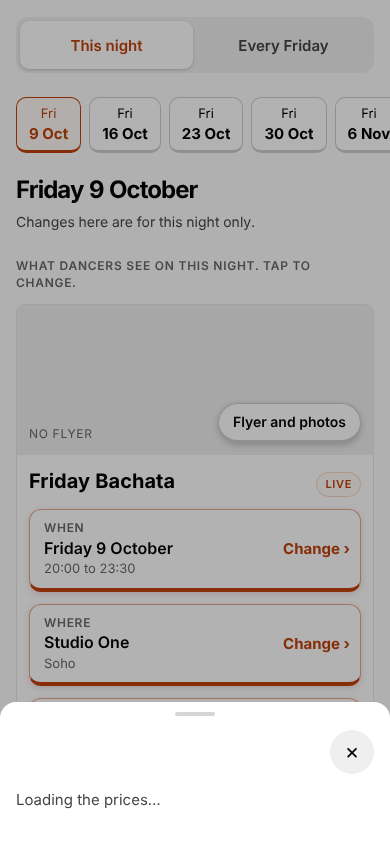 This night
Every Friday
Fri
9 Oct
Fri
16 Oct
Fri
23 Oct
Fri
30 Oct
Fri
6 Nov
Friday 9 October
Changes here are for this night only.
WHAT DANCERS SEE ON THIS NIGHT. TAP TO
CHANGE.
NO FLYER
Flyer and photos
Friday Bachata
LIVE
WHEN
Friday 9 October
Change ›
20:00 to 23:30
WHERE
Studio One
Change ›
Soho
×
Loading the prices...